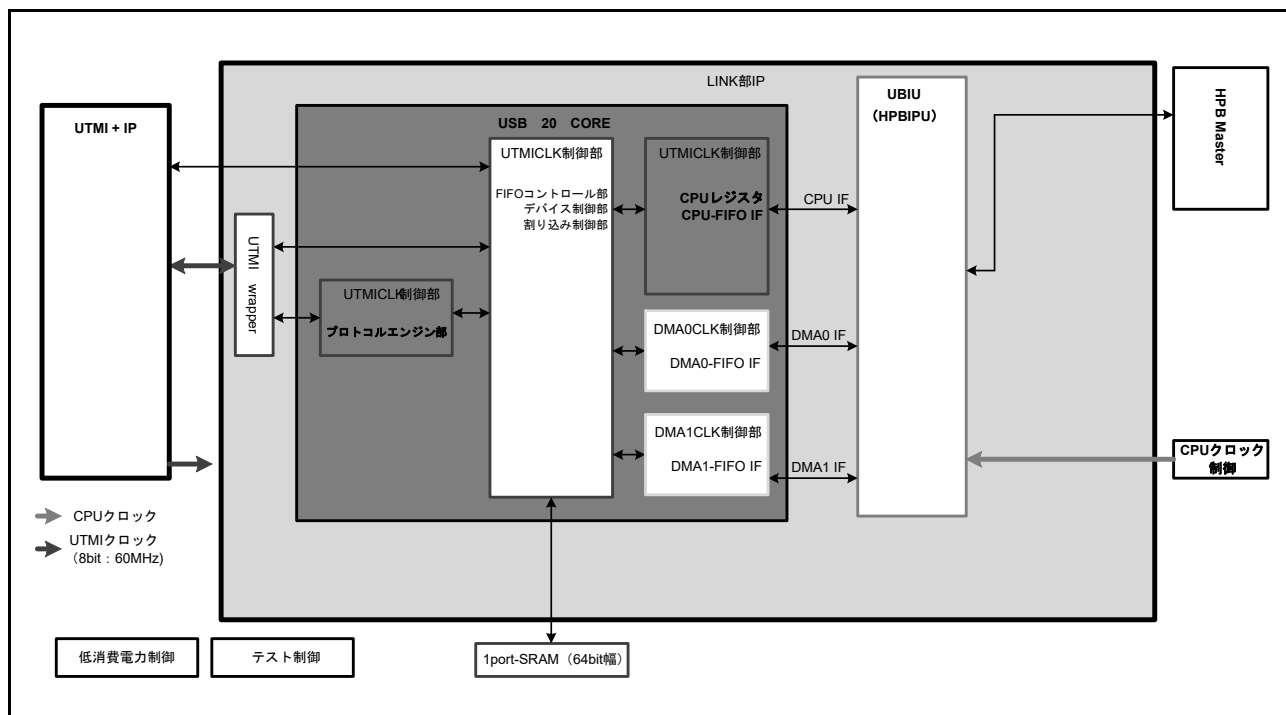 LINK部IP
UTMI + IP
USB 20 CORE
UTMICLK制御部
FIFOコントロール部
デバイス制御部
割り込み制御部
UTMICLK制御部
CPUレジスタ
CPU-FIFO IF
CPU IF
UBIU
(HPBIPU)
HPB Master
UTMI wrapper
UTMICLK制御部
プロトコルエンジン部
DMA0CLK制御部
DMA0-FIFO IF
DMA0 IF
DMA1CLK制御部
DMA1-FIFO IF
DMA1 IF
CPUクロック
制御
CPUクロック
UTMIクロック
（8bit：60MHz)
低消費電力制御
テスト制御
1port-SRAM（64bit幅）